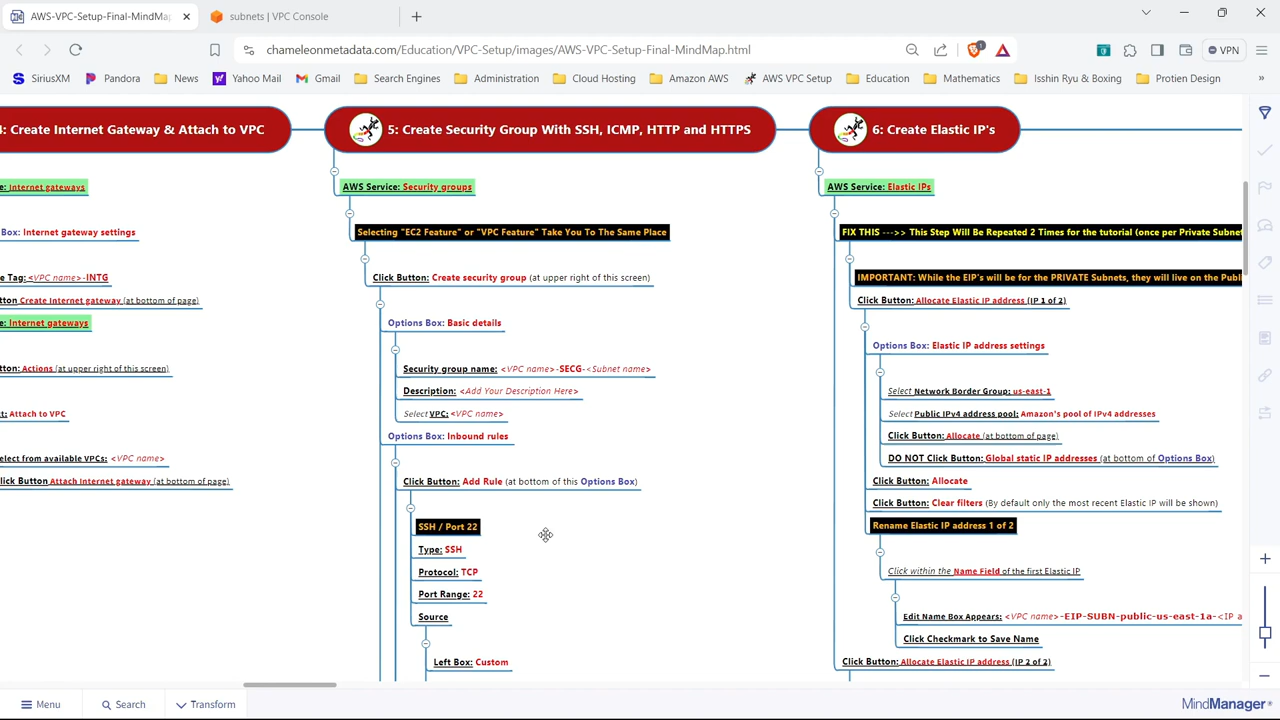 AWS-VPC-Setup-Final-MindMap
subnets | VPC Console
chameleonmetadata.com/Education/VPC-Setup/images/AWS-VPC-Setup-Final-MindMap.html
1
VPN
SiriusXM
Pandora
News
Yahoo Mail
Gmail
Search Engines
Administration
Cloud Hosting
Amazon AWS
AWS VPC Setup
Education
Mathematics
Isshin Ryu & Boxing
Protien Design
»
4: Create Internet Gateway & Attach to VPC
e: Internet gateways
Box: Internet gateway settings
e Tag: <VPC name>-INTG
tton Create Internet gateway (at bottom of page)
e: Internet gateways
tton: Actions (at upper right of this screen)
t: Attach to VPC
elect from available VPCs: <VPC name>
lick Button Attach Internet gateway (at bottom of page)
5: Create Security Group With SSH, ICMP, HTTP and HTTPS
AWS Service: Security groups
Selecting "EC2 Feature" or "VPC Feature" Take You To The Same Place
Click Button: Create security group (at upper right of this screen)
Options Box: Basic details
Security group name: <VPC name>-SECG-<Subnet name>
Description: <Add Your Description Here>
Select VPC: <VPC name>
Options Box: Inbound rules
Click Button: Add Rule (at bottom of this Options Box)
SSH / Port 22
Type: SSH
Protocol: TCP
Port Range: 22
Source
Left Box: Custom
6: Create Elastic IP's
AWS Service: Elastic IPs
FIX THIS --->> This Step Will Be Repeated 2 Times for the tutorial (once per Private Subnet
IMPORTANT: While the EIP's will be for the PRIVATE Subnets, they will live on the Publ
Click Button: Allocate Elastic IP address (IP 1 of 2)
Options Box: Elastic IP address settings
Select Network Border Group: us-east-1
Select Public IPv4 address pool: Amazon's pool of IPv4 addresses
Click Button: Allocate (at bottom of page)
DO NOT Click Button: Global static IP addresses (at bottom of Options Box)
Click Button: Allocate
Click Button: Clear filters (By default only the most recent Elastic IP will be shown)
Rename Elastic IP address 1 of 2
Click within the Name Field of the first Elastic IP
Edit Name Box Appears: <VPC name>-EIP-SUBN-public-us-east-1a-<IP a
Click Checkmark to Save Name
Click Button: Allocate Elastic IP address (IP 2 of 2)
Menu
Search
Transform
MindManager®